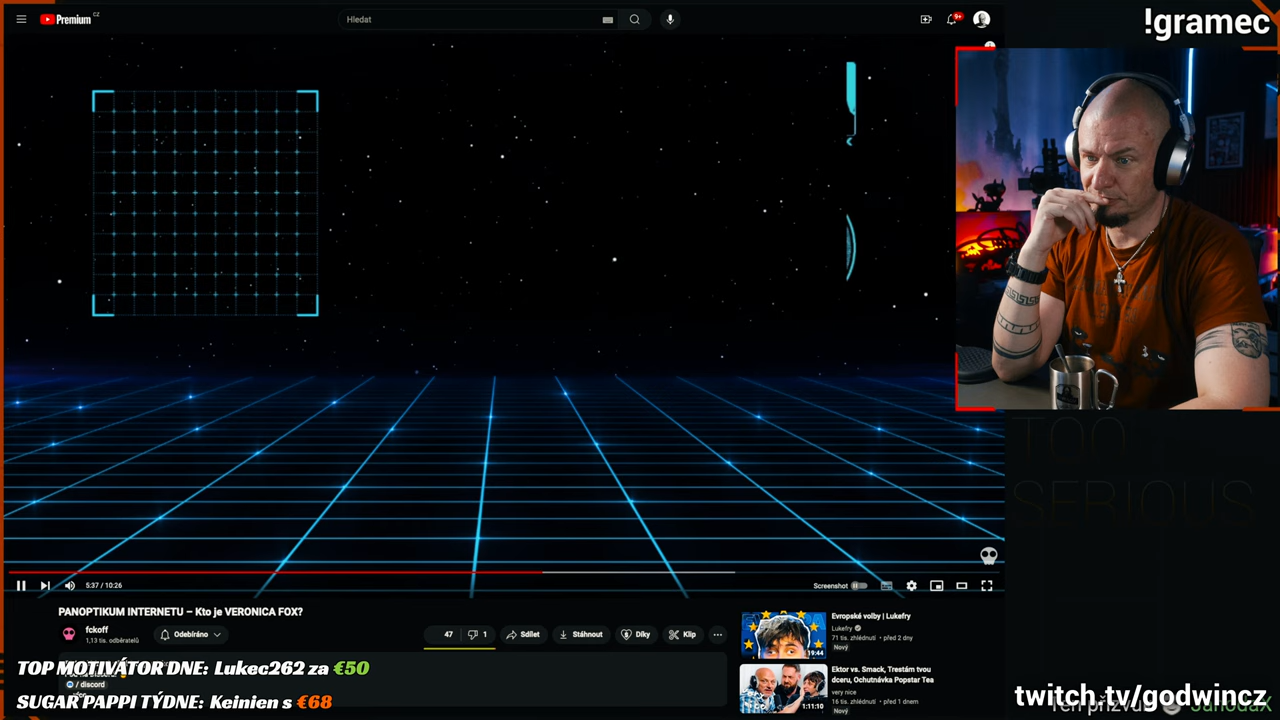 Premium CZ
Hledat
9+
!gramec
TOO
SERIOUS
5:37 / 10:26
Screenshot
PANOPTIKUM INTERNETU – Kto je VERONICA FOX?
fckoff
1,13 tis. odběratelů
Odebíráno
47
1
Sdílet
Stáhnout
Díky
Klip
Evropské volby | Lukefry
Lukefry
71 tis. zhlédnutí • před 2 dny
Nový
19:44
Ektor vs. Smack, Trestám tvou
dceru, Ochutnávka Popstar Tea
very nice
16 tis. zhlédnutí • před 1 dnem
Nový
1:11:10
TOP MOTIVÁTOR DNE: Lukec262 za €50
/ discord
SUGAR PAPPI TÝDNE: Keinien s €68
twitch.tv/godwincz